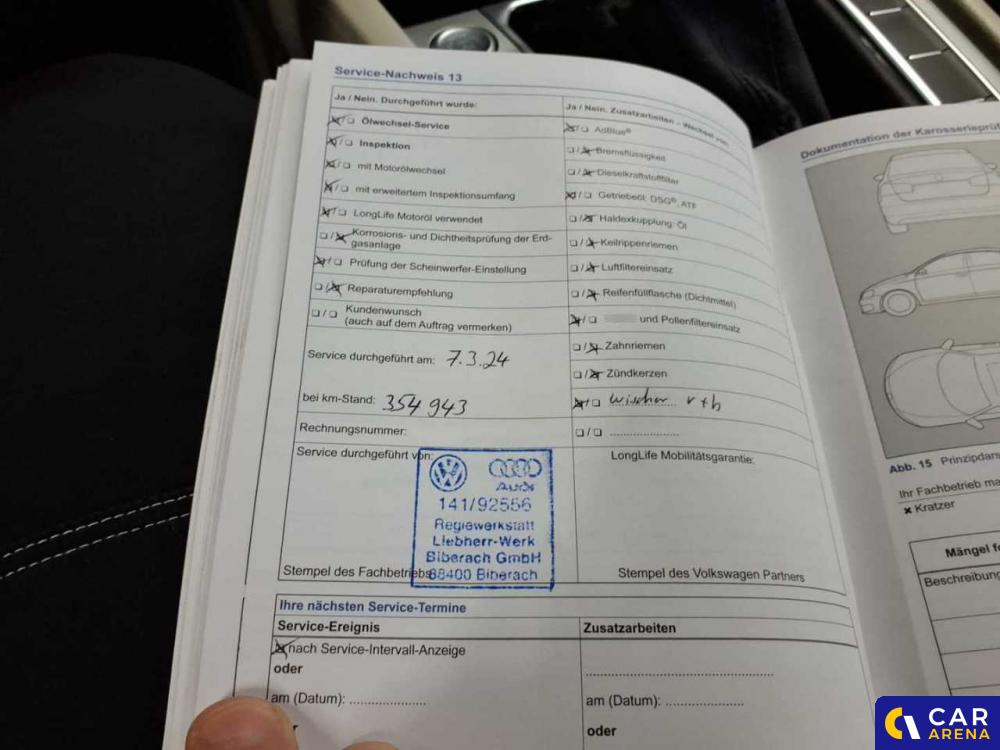 Service-Nachweis 13
Ja / Nein. Durchgeführt wurde:
Ölwechsel-Service
Inspektion
mit Motorölwechsel
mit erweitertem Inspektionsumfang
LongLife Motoröl verwendet
Korrosions- und Dichtheitsprüfung der Erd-
gasanlage
Prüfung der Scheinwerfer-Einstellung
Reparaturempfehlung
Kundenwunsch
(auch auf dem Auftrag vermerken)
Service durchgeführt am: 7.3.24
bei km-Stand: 354 943
Rechnungsnummer:
Service durchgeführt von:
Stempel des Fachbetriebs
Ja / Nein. Zusatzarbeiten – Wechsel von:
AdBlue®
Bremsflüssigkeit
Dieselkraftstofffilter
Getriebeöl: DSG®, ATF
Haldexkupplung: Öl
Keilrippenriemen
Luftfiltereinsatz
Reifenfüllflasche (Dichtmittel)
und Pollenfiltereinsatz
Zahnriemen
Zündkerzen
Wischer v+h
LongLife Mobilitätsgarantie:
Stempel des Volkswagen Partners
Audi
141/92556
Regiewerkstatt
Liebherr-Werk
Biberach GmbH
88400 Biberach
Ihre nächsten Service-Termine
Service-Ereignis
nach Service-Intervall-Anzeige
oder
am (Datum):
Zusatzarbeiten
am (Datum):
oder
Dokumentation der Karosserieprü
Abb. 15 Prinzipdars
Ihr Fachbetrieb ma
× Kratzer
Mängel fe
Beschreibung
CAR
ARENA